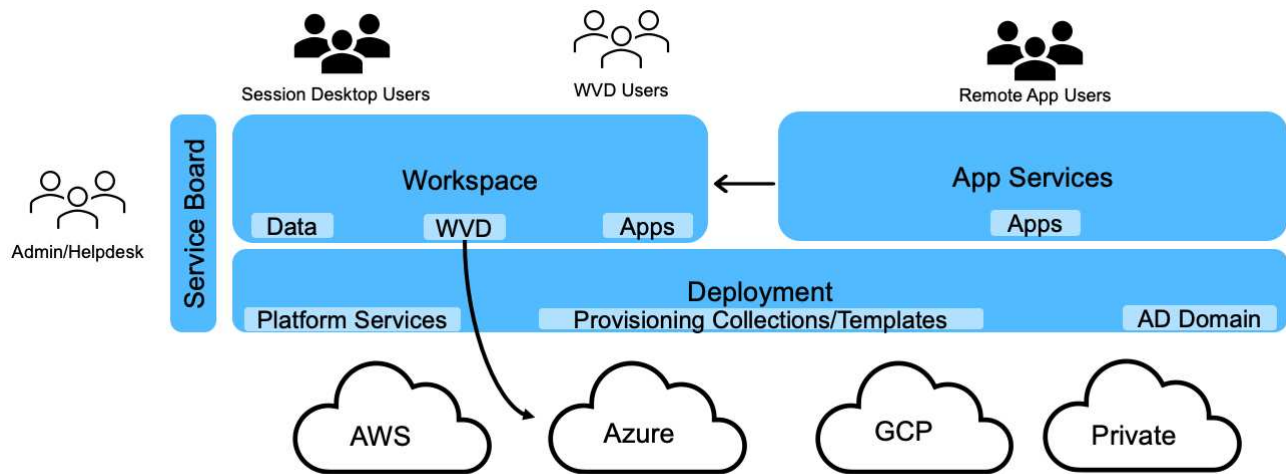 Session Desktop Users
WVD Users
Remote App Users
Admin/Helpdesk
Service Board
Workspace
Data
WVD
Apps
App Services
Apps
Deployment
Platform Services
Provisioning Collections/Templates
AD Domain
AWS
Azure
GCP
Private